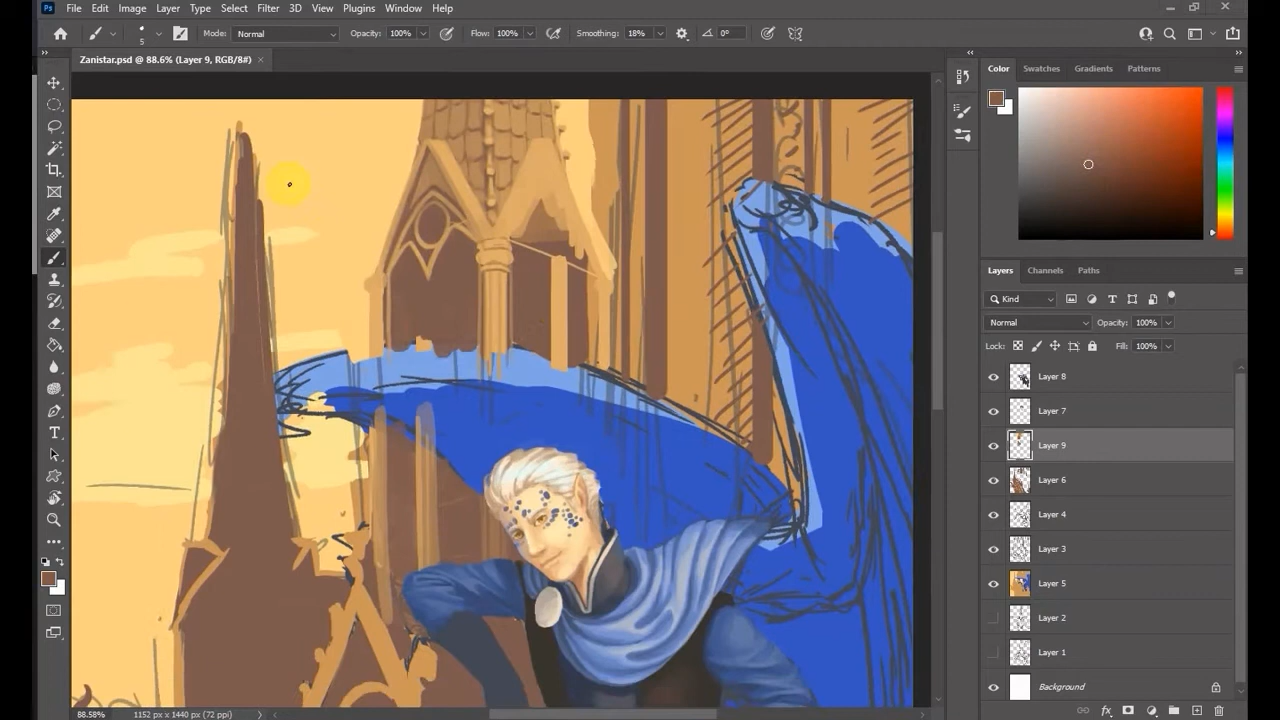 Ps File Edit Image Layer Type Select Filter 3D View Plugins Window Help
5 Mode: Normal Opacity: 100% Flow: 100% Smoothing: 18% 0°
Zanistar.psd @ 88.6% (Layer 9, RGB/8#) ×
Color Swatches Gradients Patterns
Layers Channels Paths
Kind
Normal Opacity: 100%
Lock: Fill: 100%
Layer 8
Layer 7
Layer 9
Layer 6
Layer 4
Layer 3
Layer 5
Layer 2
Layer 1
Background
88.58% 1152 px x 1440 px (72 ppi)